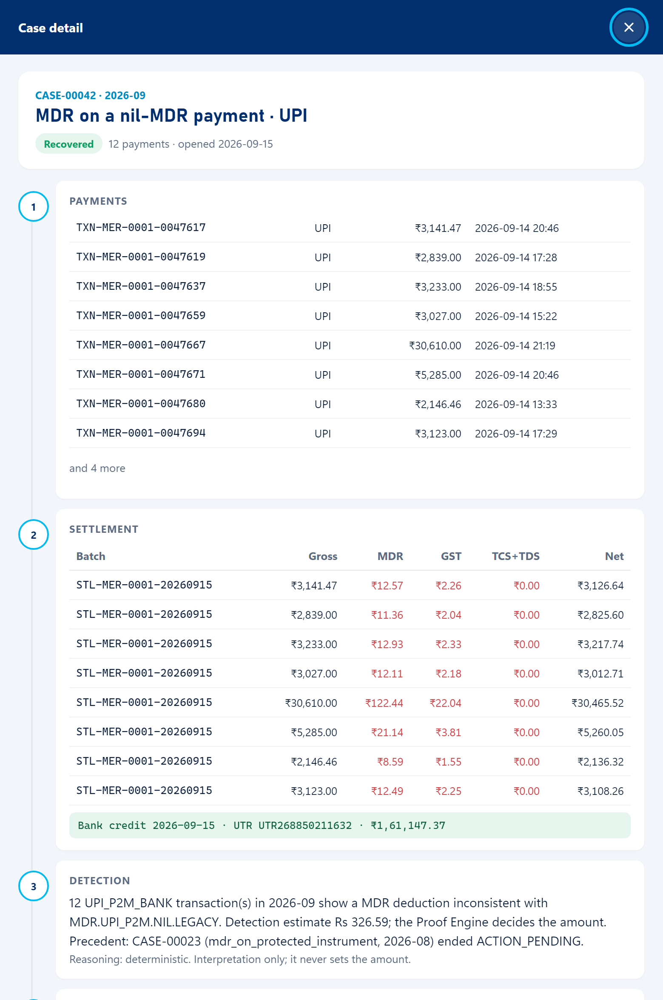 Case detail
CASE-00042 · 2026-09
MDR on a nil-MDR payment · UPI
Recovered 12 payments · opened 2026-09-15
1
PAYMENTS
TXN-MER-0001-0047617 UPI ₹3,141.47 2026-09-14 20:46
TXN-MER-0001-0047619 UPI ₹2,839.00 2026-09-14 17:28
TXN-MER-0001-0047637 UPI ₹3,233.00 2026-09-14 18:55
TXN-MER-0001-0047659 UPI ₹3,027.00 2026-09-14 15:22
TXN-MER-0001-0047667 UPI ₹30,610.00 2026-09-14 21:19
TXN-MER-0001-0047671 UPI ₹5,285.00 2026-09-14 20:46
TXN-MER-0001-0047680 UPI ₹2,146.46 2026-09-14 13:33
TXN-MER-0001-0047694 UPI ₹3,123.00 2026-09-14 17:29
and 4 more
2
SETTLEMENT
Batch Gross MDR GST TCS+TDS Net
STL-MER-0001-20260915 ₹3,141.47 ₹12.57 ₹2.26 ₹0.00 ₹3,126.64
STL-MER-0001-20260915 ₹2,839.00 ₹11.36 ₹2.04 ₹0.00 ₹2,825.60
STL-MER-0001-20260915 ₹3,233.00 ₹12.93 ₹2.33 ₹0.00 ₹3,217.74
STL-MER-0001-20260915 ₹3,027.00 ₹12.11 ₹2.18 ₹0.00 ₹3,012.71
STL-MER-0001-20260915 ₹30,610.00 ₹122.44 ₹22.04 ₹0.00 ₹30,465.52
STL-MER-0001-20260915 ₹5,285.00 ₹21.14 ₹3.81 ₹0.00 ₹5,260.05
STL-MER-0001-20260915 ₹2,146.46 ₹8.59 ₹1.55 ₹0.00 ₹2,136.32
STL-MER-0001-20260915 ₹3,123.00 ₹12.49 ₹2.25 ₹0.00 ₹3,108.26
Bank credit 2026-09-15 · UTR UTR268850211632 · ₹1,61,147.37
3
DETECTION
12 UPI_P2M_BANK transaction(s) in 2026-09 show a MDR deduction inconsistent with
MDR.UPI_P2M.NIL.LEGACY. Detection estimate Rs 326.59; the Proof Engine decides the amount.
Precedent: CASE-00023 (mdr_on_protected_instrument, 2026-08) ended ACTION_PENDING.
Reasoning: deterministic. Interpretation only; it never sets the amount.